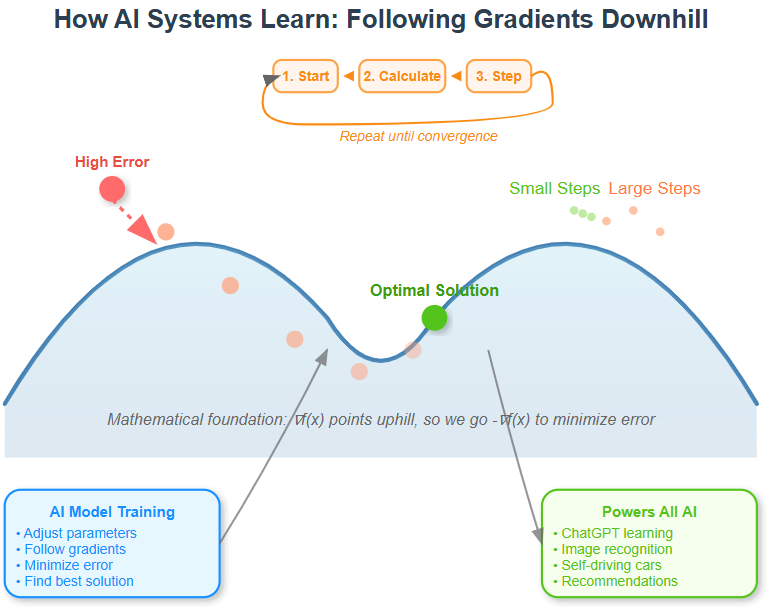 How AI Systems Learn: Following Gradients Downhill
1. Start
2. Calculate
3. Step
Repeat until convergence
High Error
Small Steps
Large Steps
Optimal Solution
Mathematical foundation: ∇f(x) points uphill, so we go -∇f(x) to minimize error
AI Model Training
• Adjust parameters
• Follow gradients
• Minimize error
• Find best solution
Powers All AI
• ChatGPT learning
• Image recognition
• Self-driving cars
• Recommendations